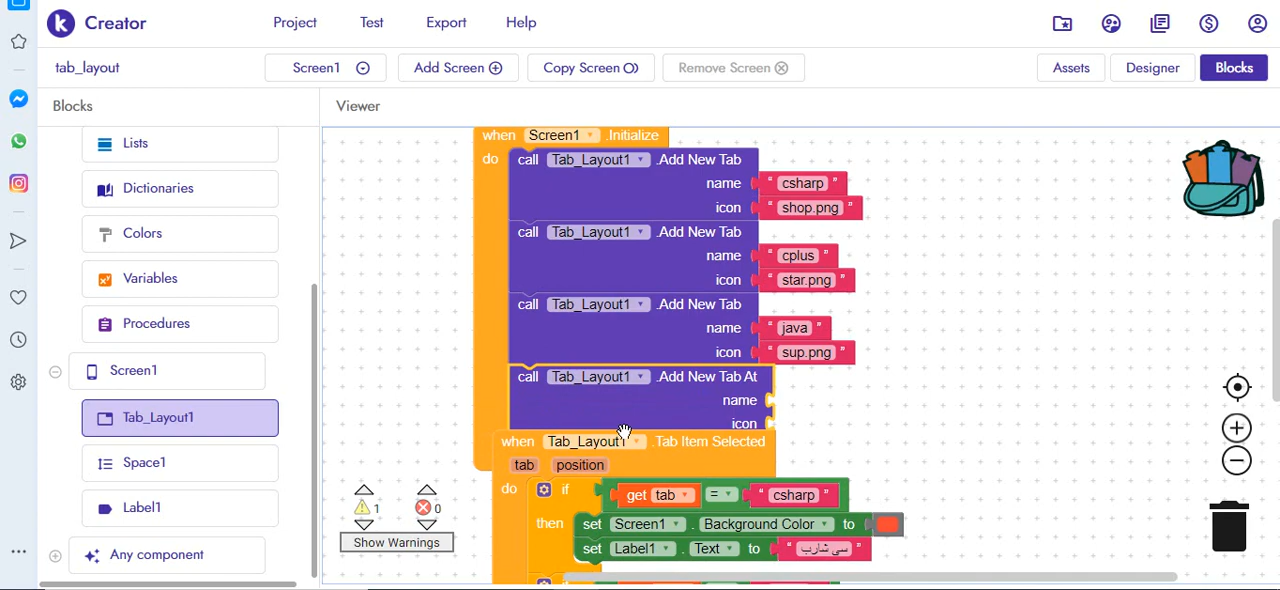 Creator Project Test Export Help
tab_layout Screen1 Add Screen Copy Screen Remove Screen Assets Designer Blocks
Blocks Viewer
Lists
Dictionaries
Colors
Variables
Procedures
Screen1
Tab_Layout1
Space1
Label1
Any component
when Screen1 .Initialize
do call Tab_Layout1 .Add New Tab
name " csharp "
icon " shop.png "
call Tab_Layout1 .Add New Tab
name " cplus "
icon " star.png "
call Tab_Layout1 .Add New Tab
name " java "
icon " sup.png "
call Tab_Layout1 .Add New Tab At
name
icon
when Tab_Layout1 .Tab Item Selected
tab position
do if get tab = " csharp "
then set Screen1 . Background Color to
set Label1 . Text to " سی شارپ "
1 0
Show Warnings